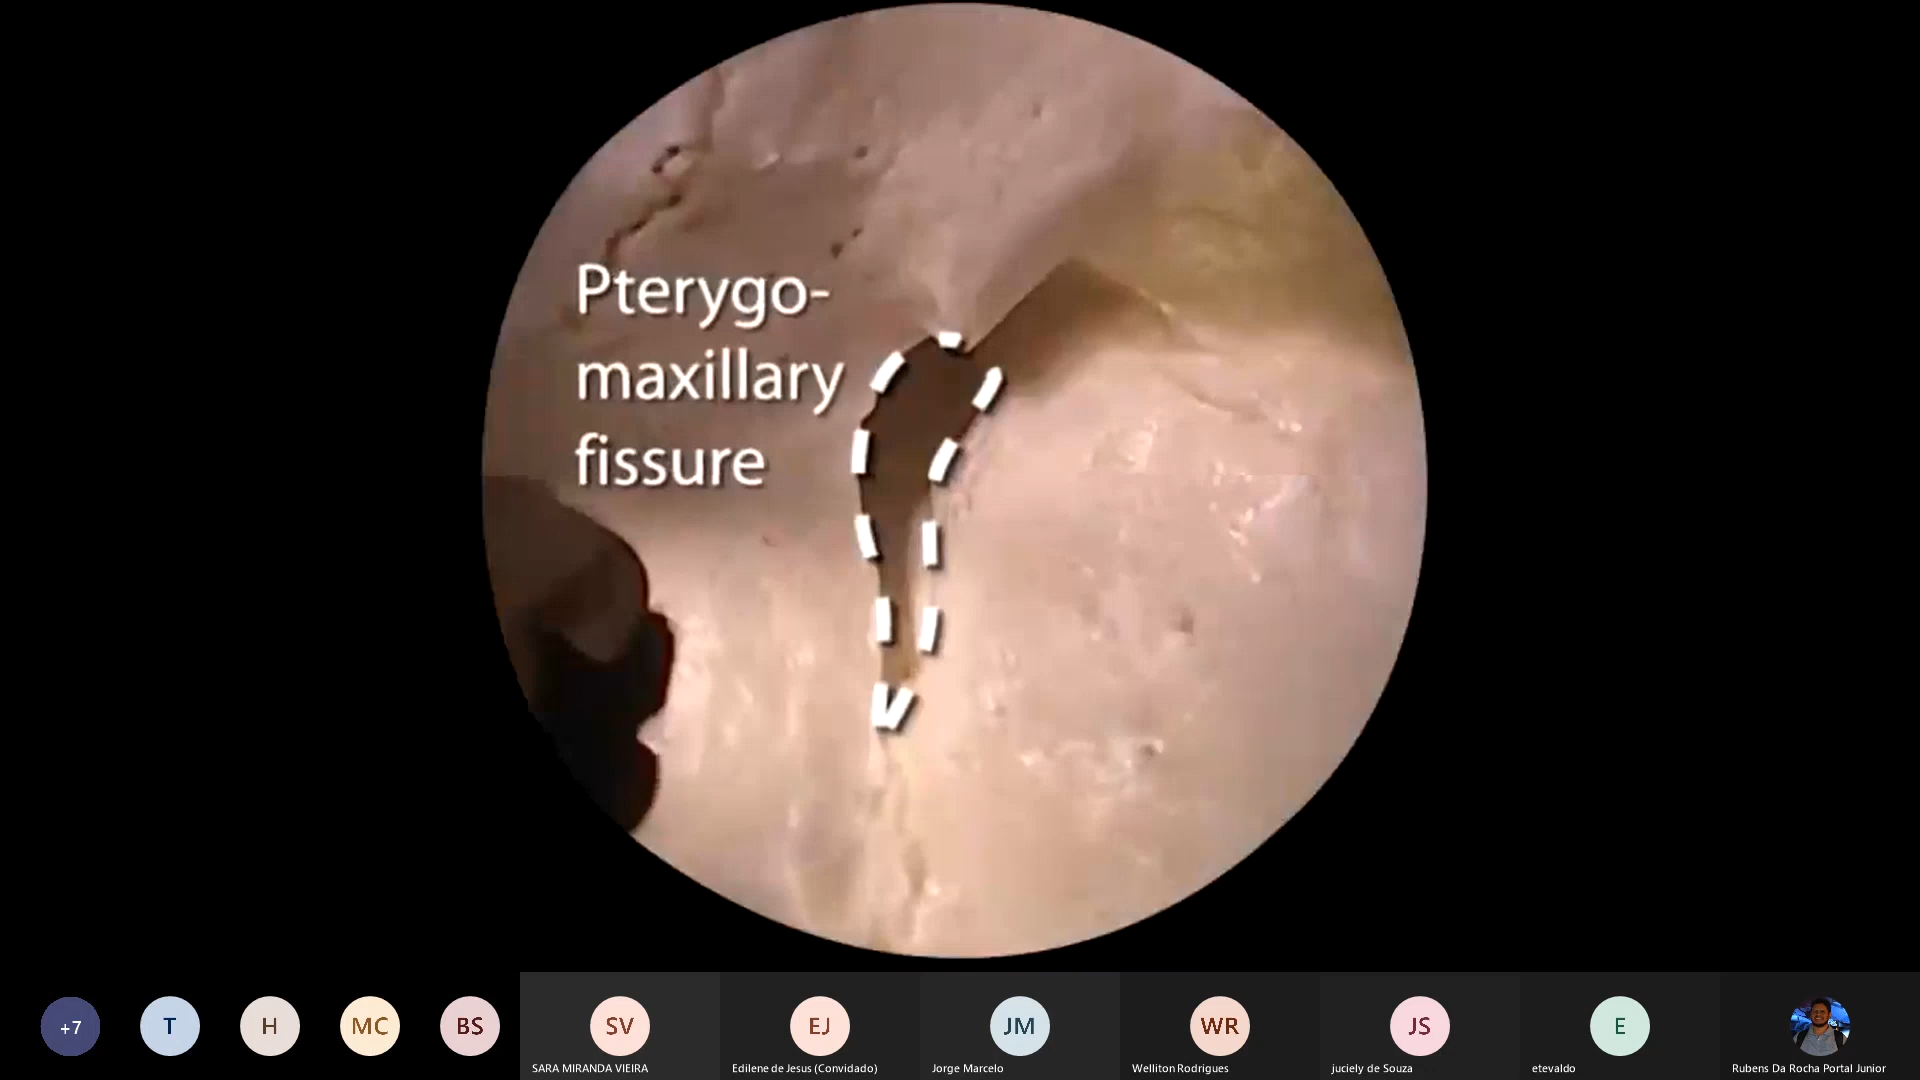 Pterygo-
maxillary
fissure
+7
T
H
MC
BS
SV
EJ
JM
WR
JS
E
SARA MIRANDA VIEIRA
Edilene de Jesus (Convidado)
Jorge Marcelo
Welliton Rodrigues
juciely de Souza
etevaldo
Rubens Da Rocha Portal Junior